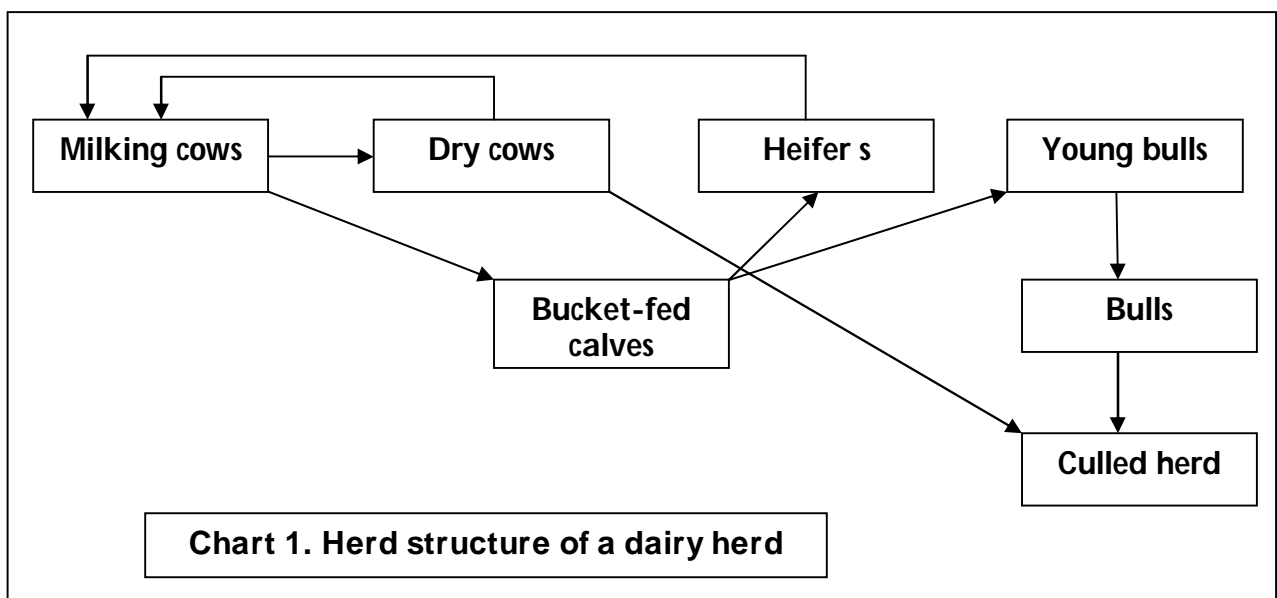 Milking cows
Dry cows
Heifer s
Young bulls
Bucket-fed
calves
Bulls
Culled herd
Chart 1. Herd structure of a dairy herd